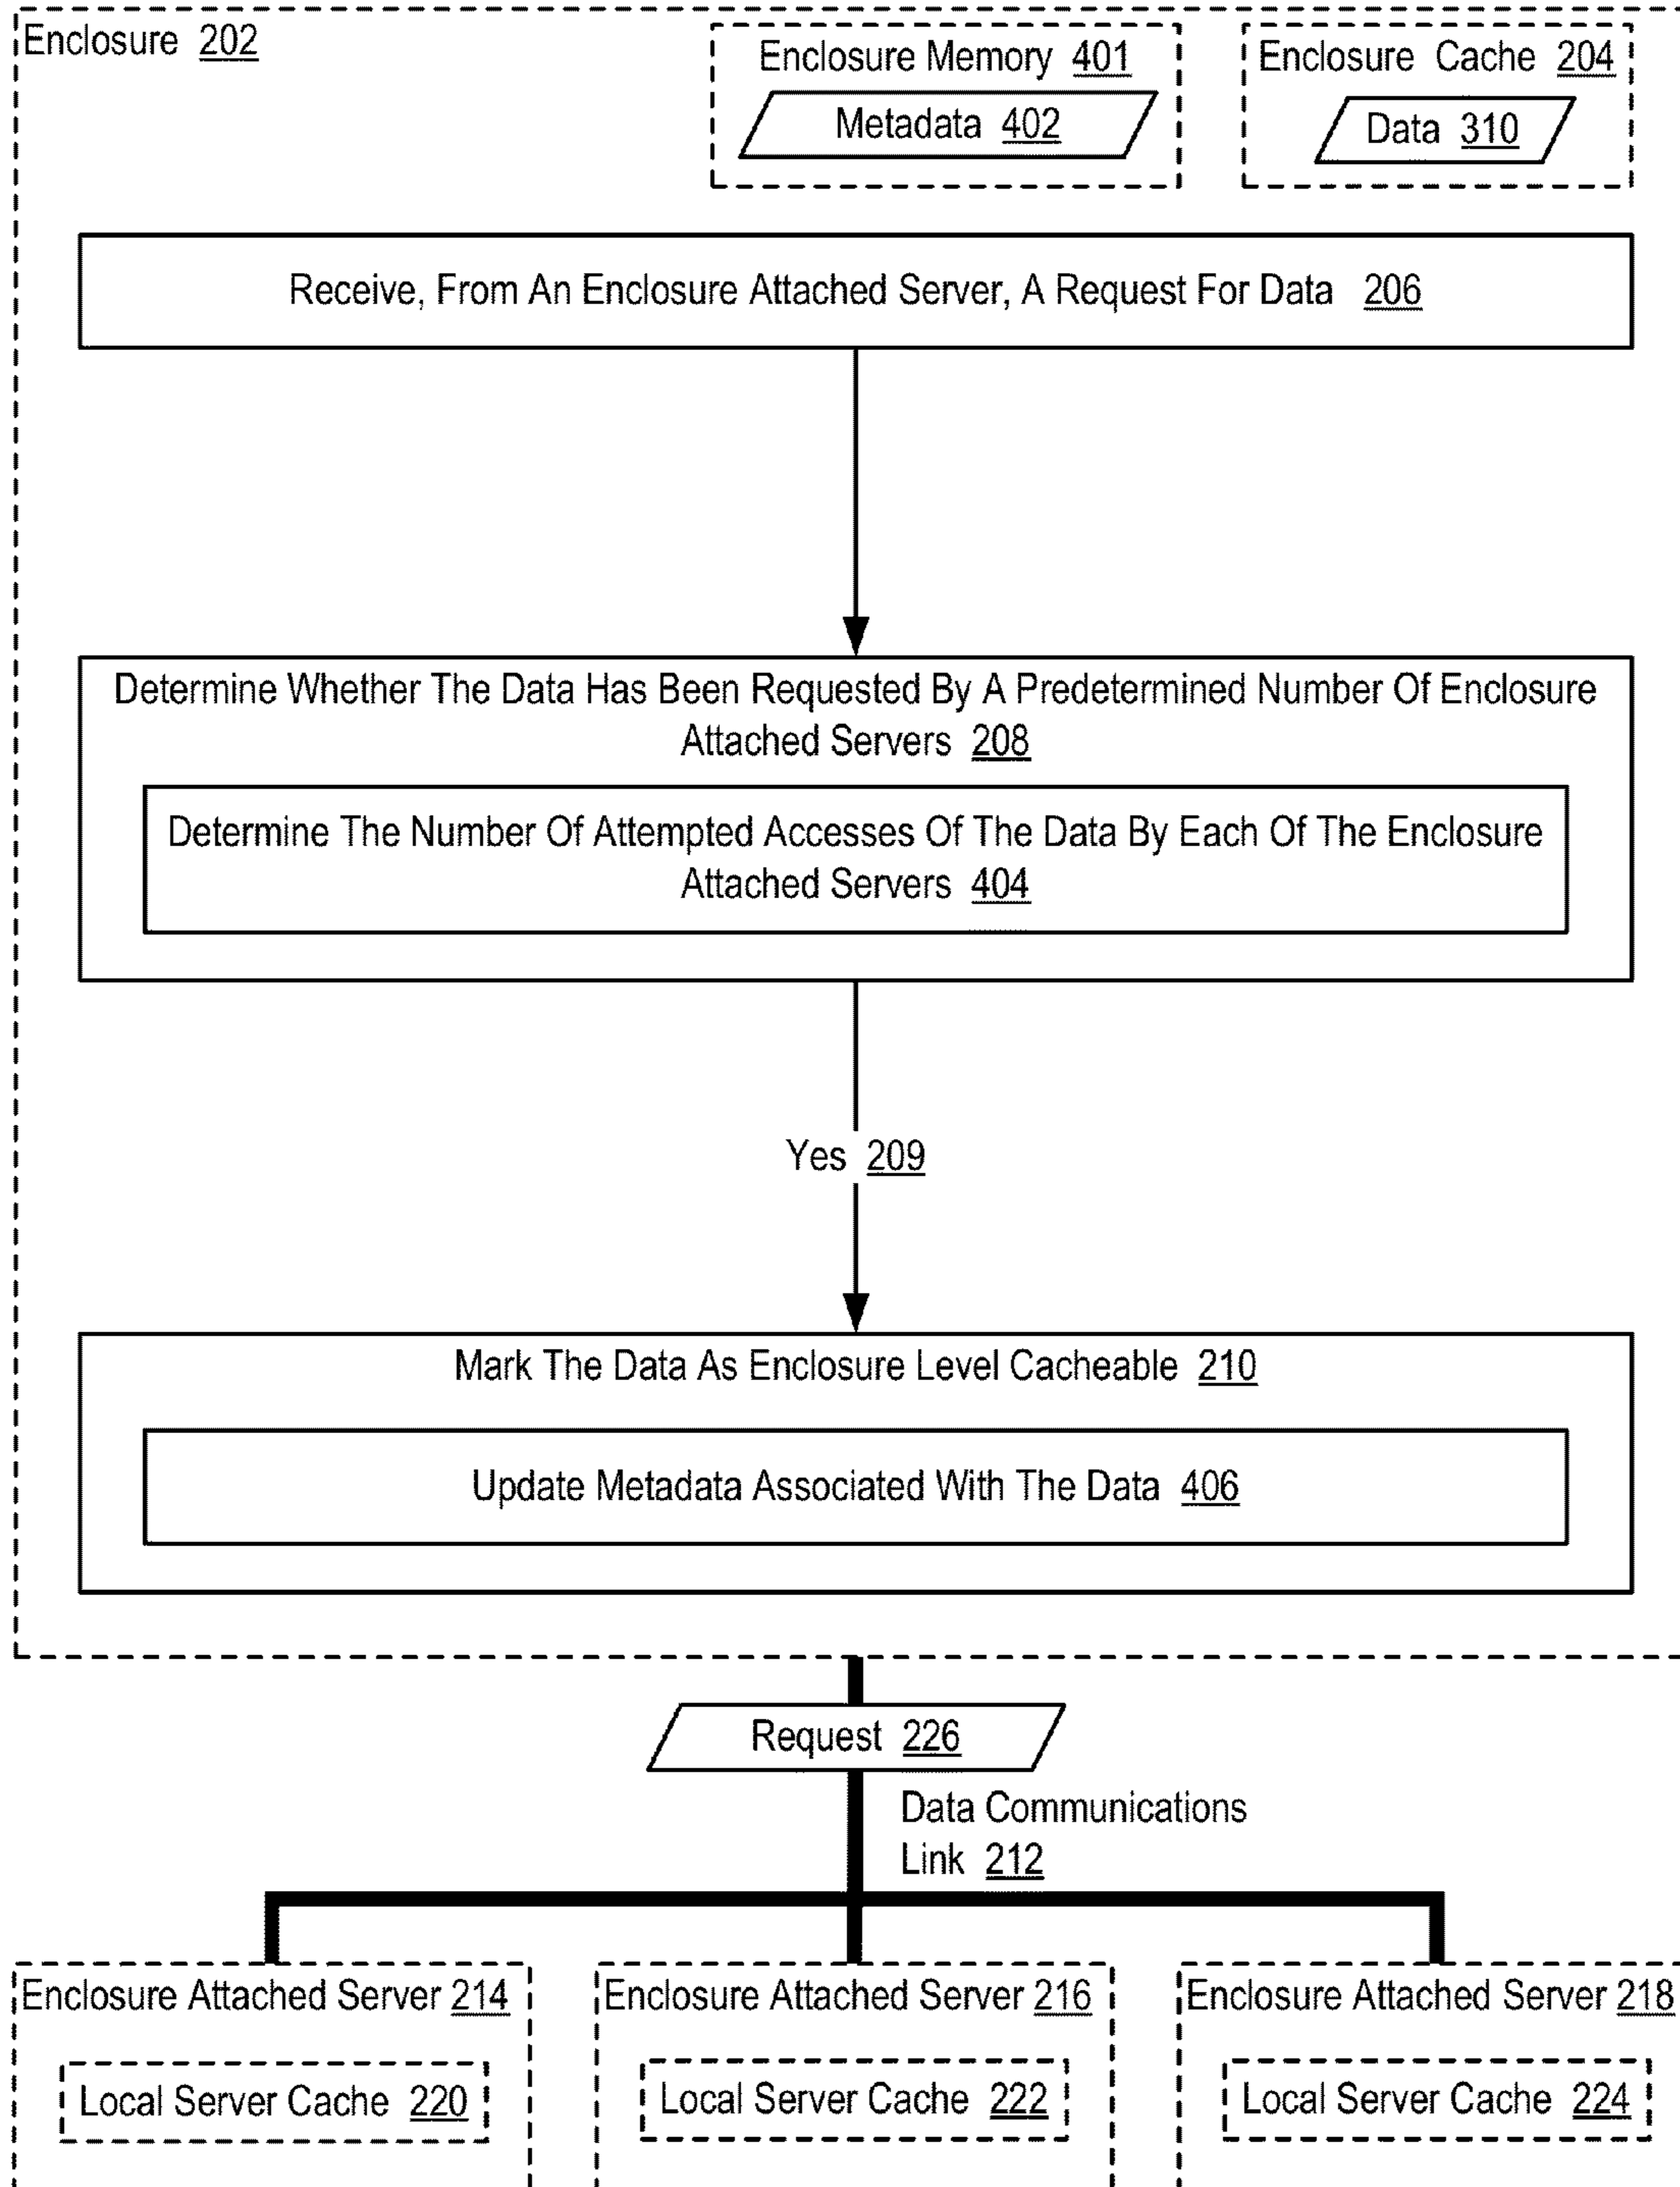 Enclosure 202
Enclosure Memory 401
Metadata 402
Enclosure Cache 204
Data 310
Receive, From An Enclosure Attached Server, A Request For Data 206
Determine Whether The Data Has Been Requested By A Predetermined Number Of Enclosure
Attached Servers 208
Determine The Number Of Attempted Accesses Of The Data By Each Of The Enclosure
Attached Servers 404
Yes 209
Mark The Data As Enclosure Level Cacheable 210
Update Metadata Associated With The Data 406
Request 226
Data Communications
Link 212
Enclosure Attached Server 214
Local Server Cache 220
Enclosure Attached Server 216
Local Server Cache 222
Enclosure Attached Server 218
Local Server Cache 224